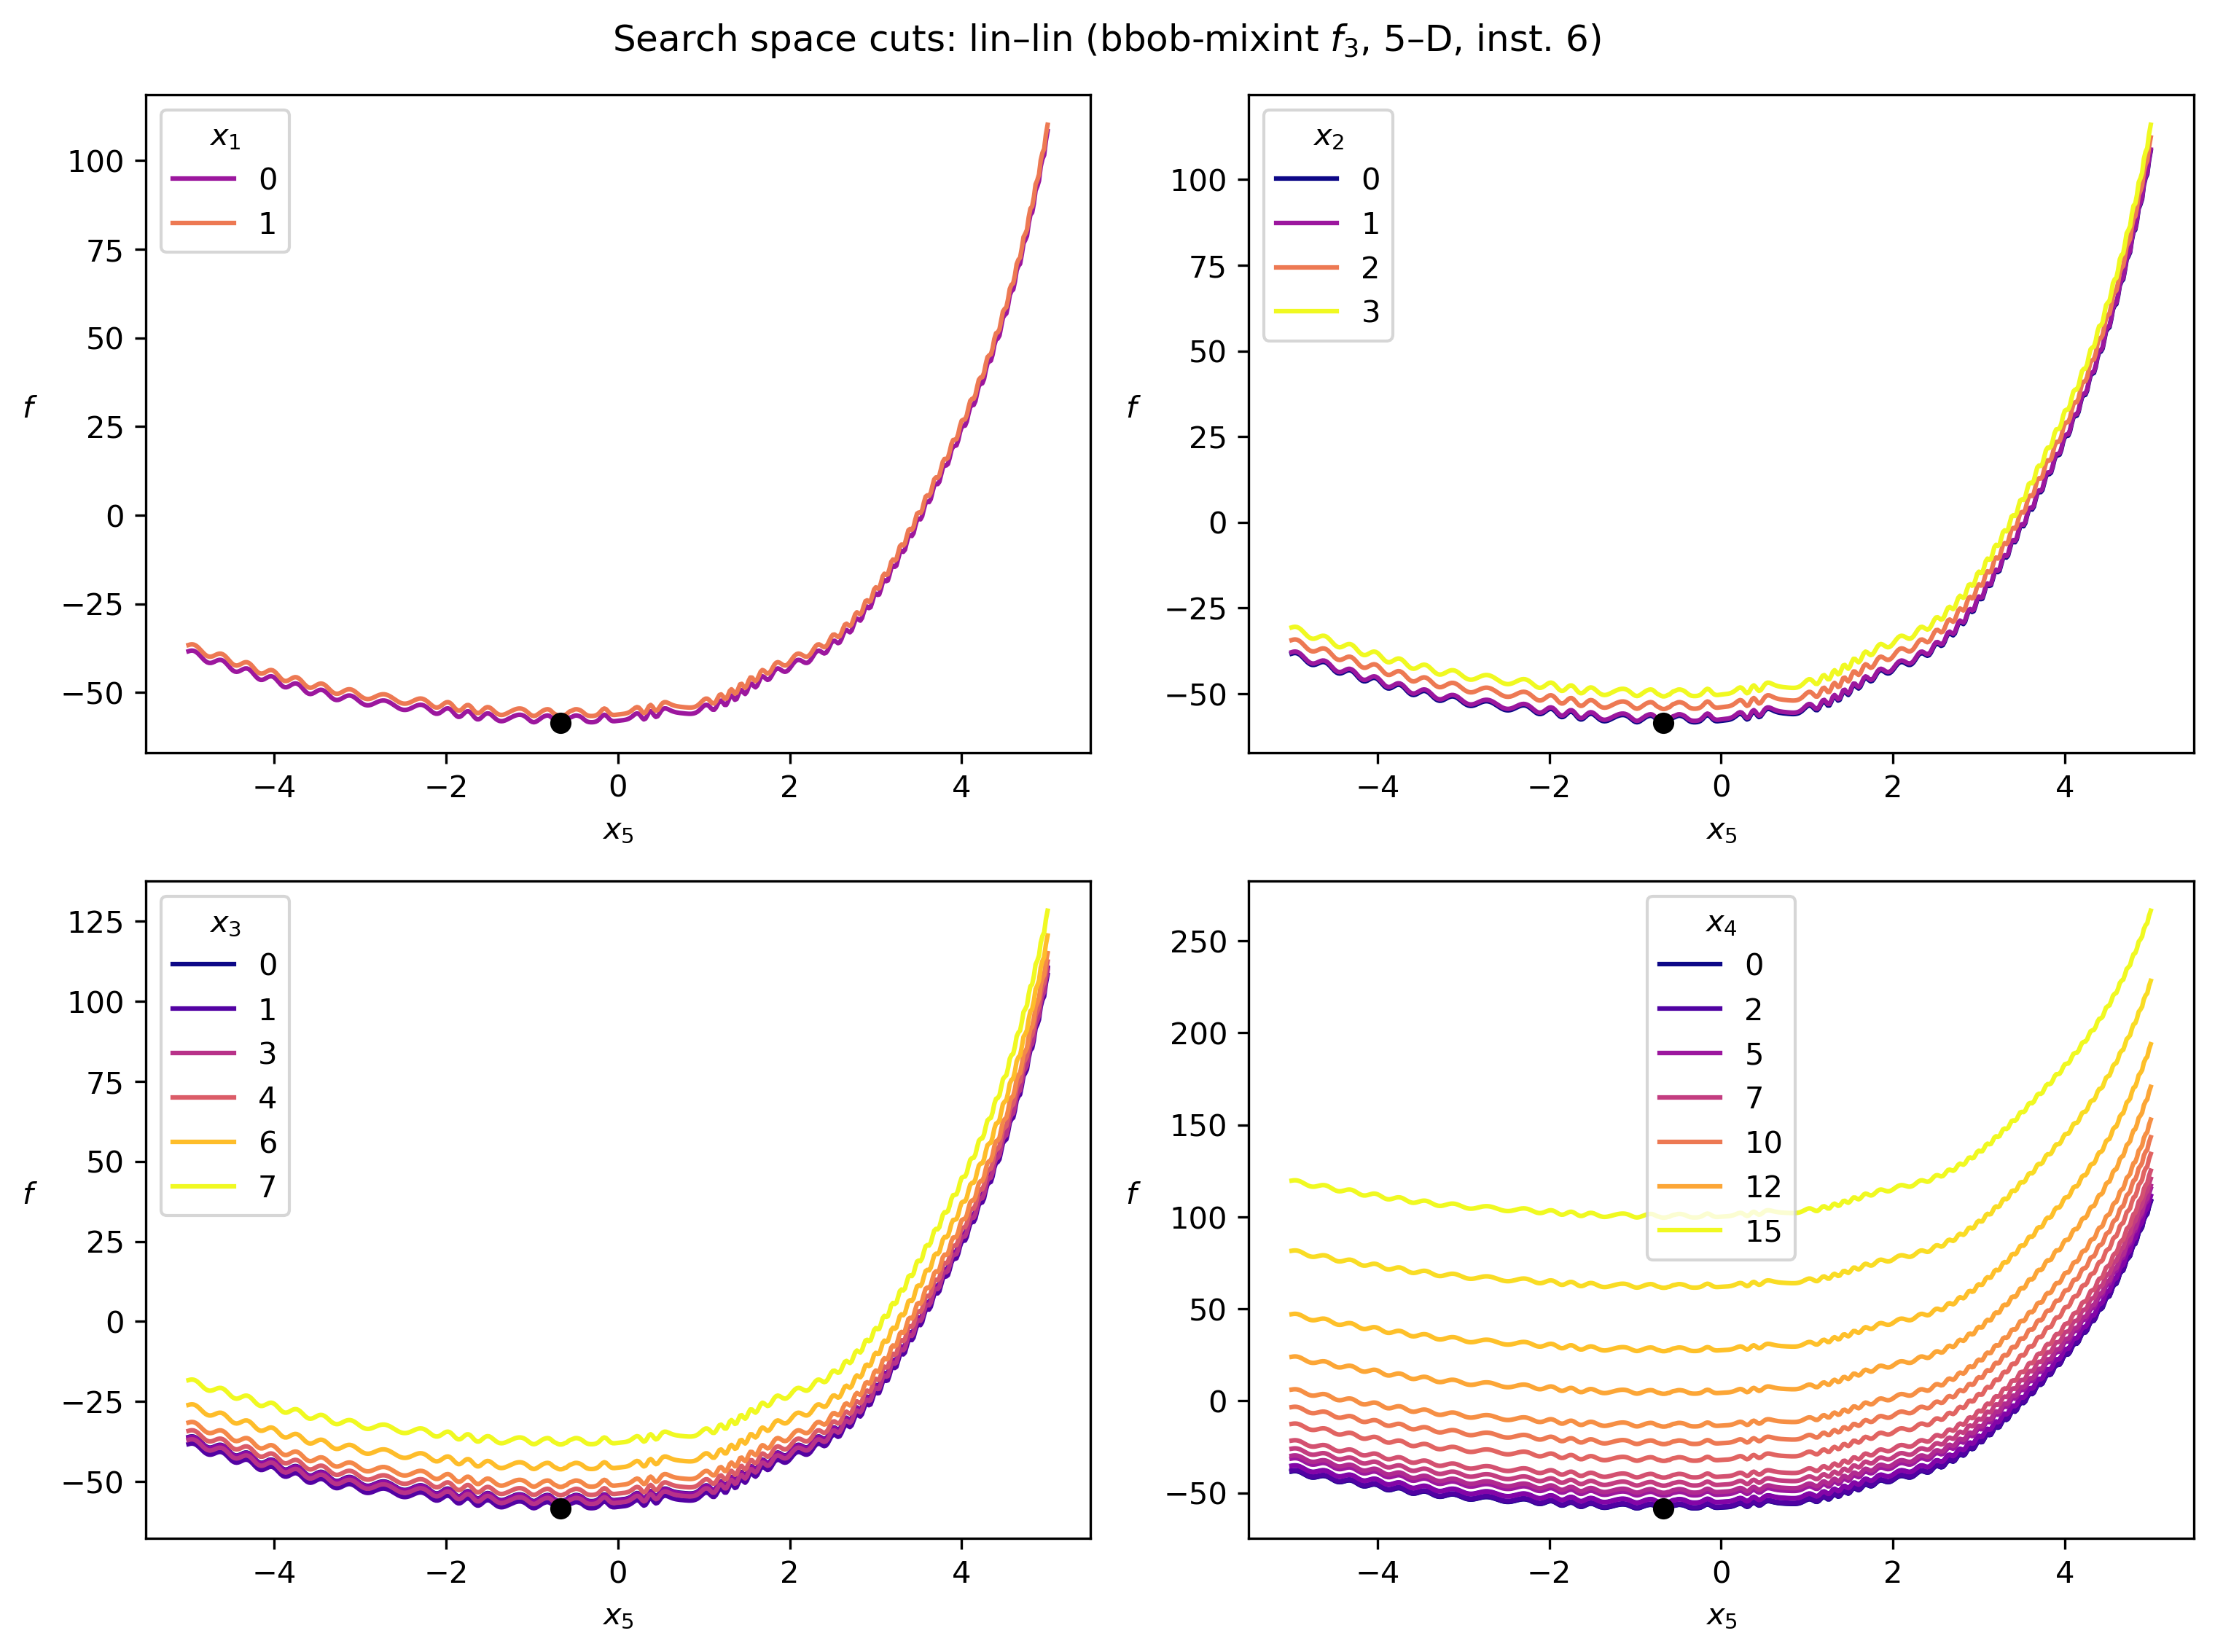 Search space cuts: lin–lin (bbob-mixint f₃, 5–D, inst. 6)
x₁
0
1
100
75
50
25
0
−25
−50
f
−4 −2 0 2 4
x₅
x₂
0
1
2
3
100
75
50
25
0
−25
−50
f
−4 −2 0 2 4
x₅
x₃
0
1
3
4
6
7
125
100
75
50
25
0
−25
−50
f
−4 −2 0 2 4
x₅
x₄
0
2
5
7
10
12
15
250
200
150
100
50
0
−50
f
−4 −2 0 2 4
x₅